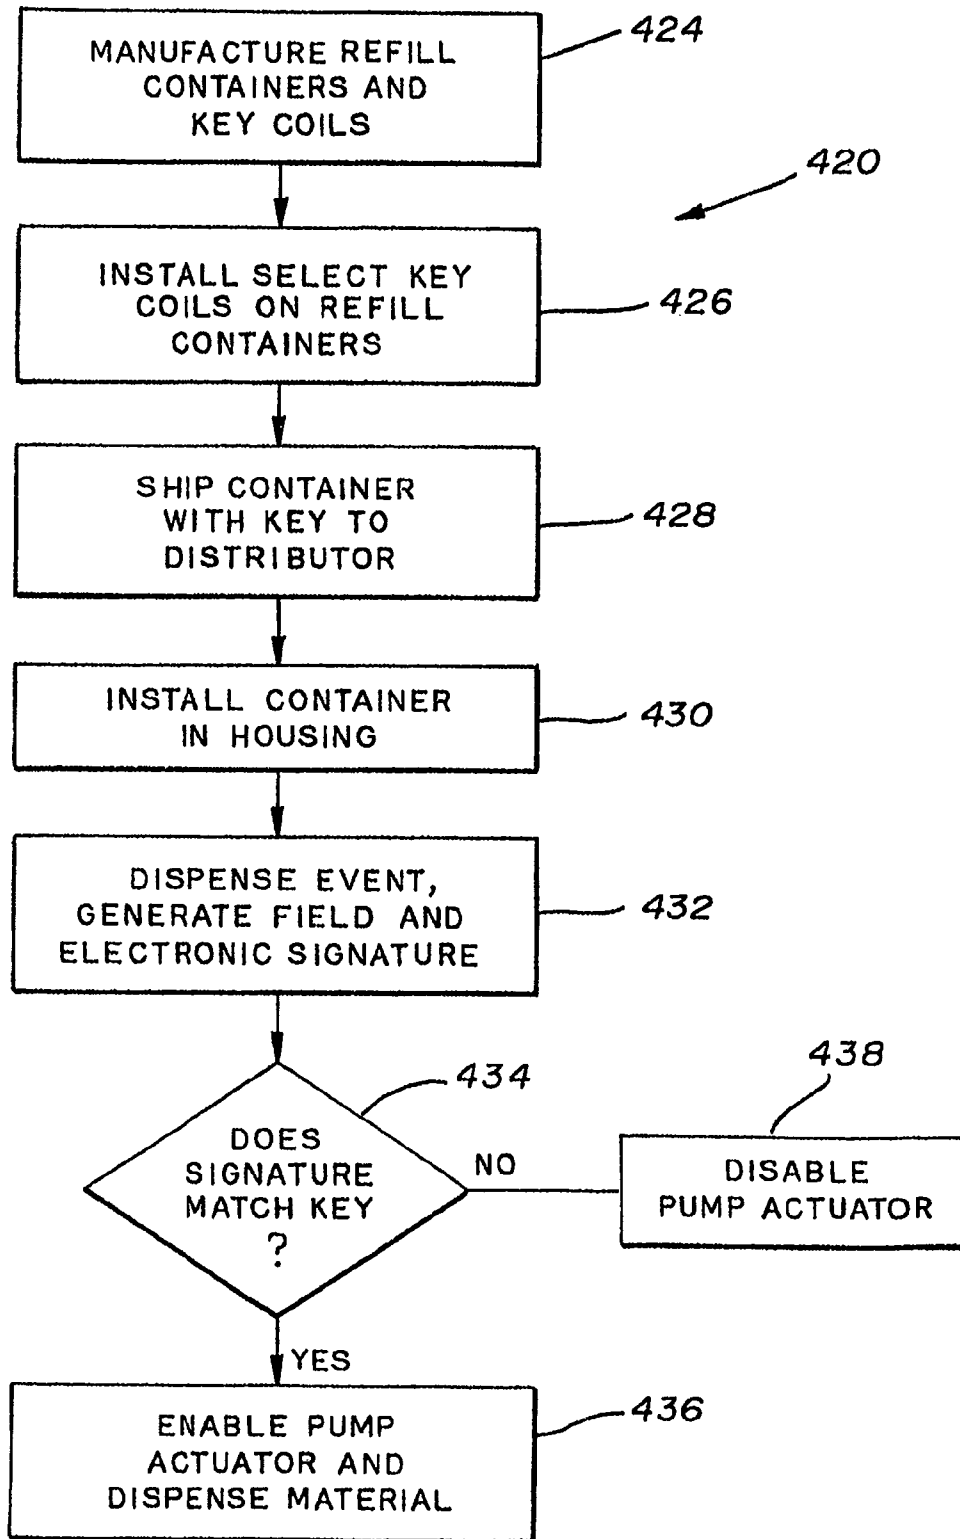 MANUFACTURE REFILL
CONTAINERS AND
KEY COILS
424
420
INSTALL SELECT KEY
COILS ON REFILL
CONTAINERS
426
SHIP CONTAINER
WITH KEY TO
DISTRIBUTOR
428
INSTALL CONTAINER
IN HOUSING
430
DISPENSE EVENT,
GENERATE FIELD AND
ELECTRONIC SIGNATURE
432
DOES
SIGNATURE
MATCH KEY
?
434
NO
438
DISABLE
PUMP ACTUATOR
YES
ENABLE PUMP
ACTUATOR AND
DISPENSE MATERIAL
436